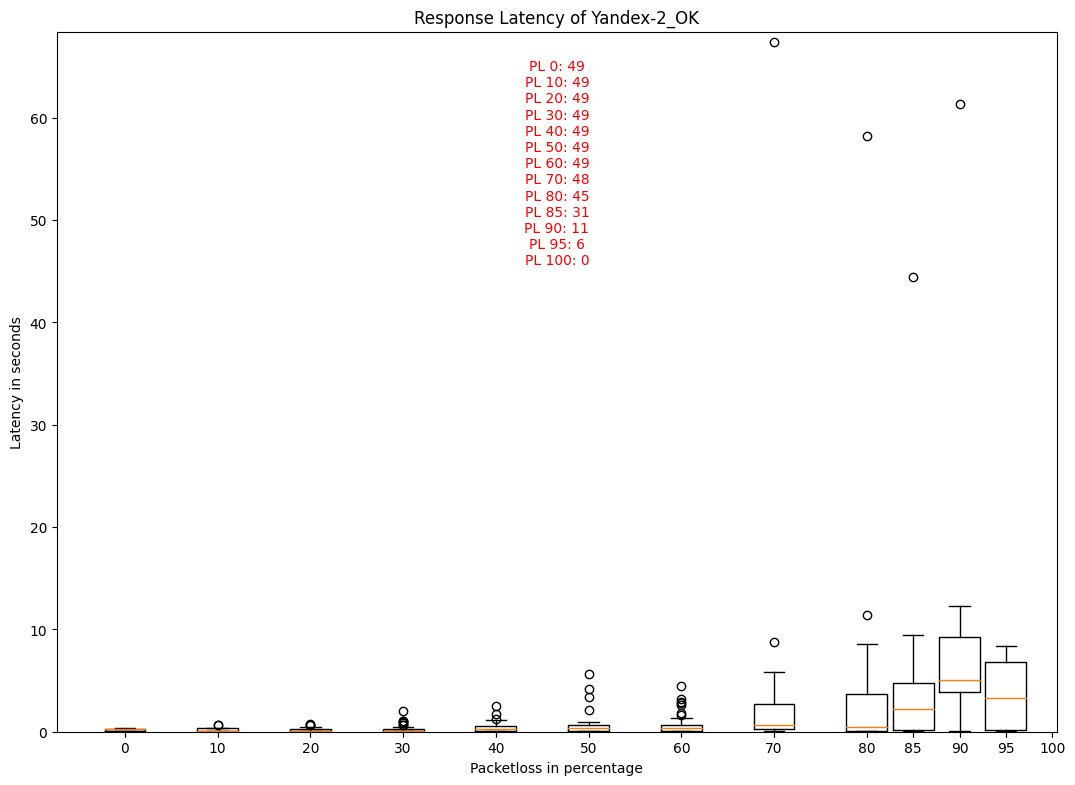 Response Latency of Yandex-2_OK
PL 0: 49
PL 10: 49
PL 20: 49
PL 30: 49
PL 40: 49
PL 50: 49
PL 60: 49
PL 70: 48
PL 80: 45
PL 85: 31
PL 90: 11
PL 95: 6
PL 100: 0
Latency in seconds
60
50
40
30
20
10
0
0 10 20 30 40 50 60 70 80 85 90 95 100
Packetloss in percentage